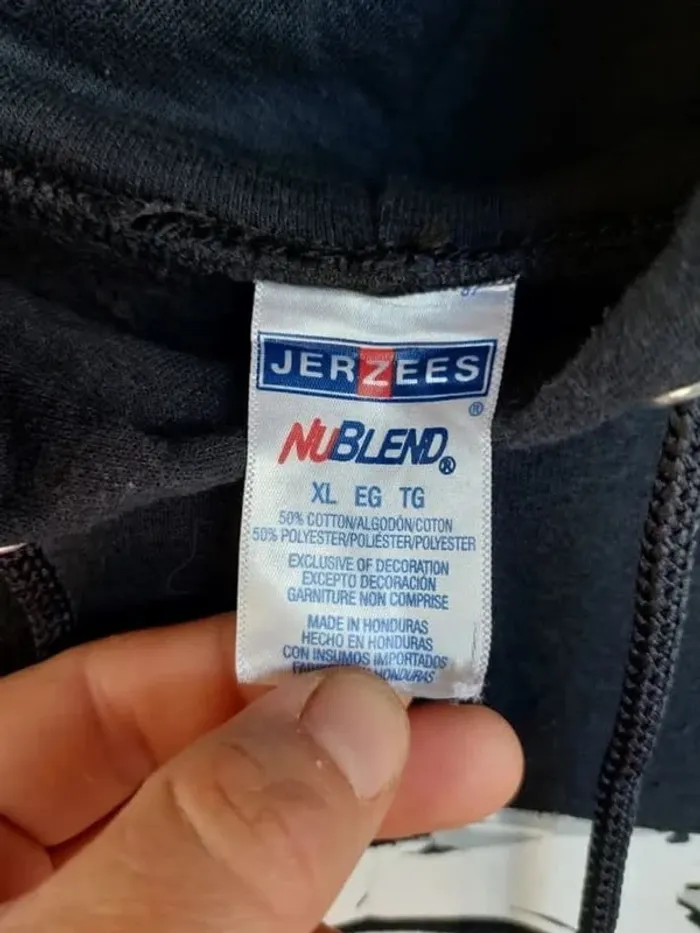 JERZEES
®
NUBLEND®
XL EG TG
50% COTTON/ALGODÓN/COTON
50% POLYESTER/POLIÉSTER/POLYESTER
EXCLUSIVE OF DECORATION
EXCEPTO DECORACIÓN
GARNITURE NON COMPRISE
MADE IN HONDURAS
HECHO EN HONDURAS
CON INSUMOS IMPORTADOS
HONDURAS